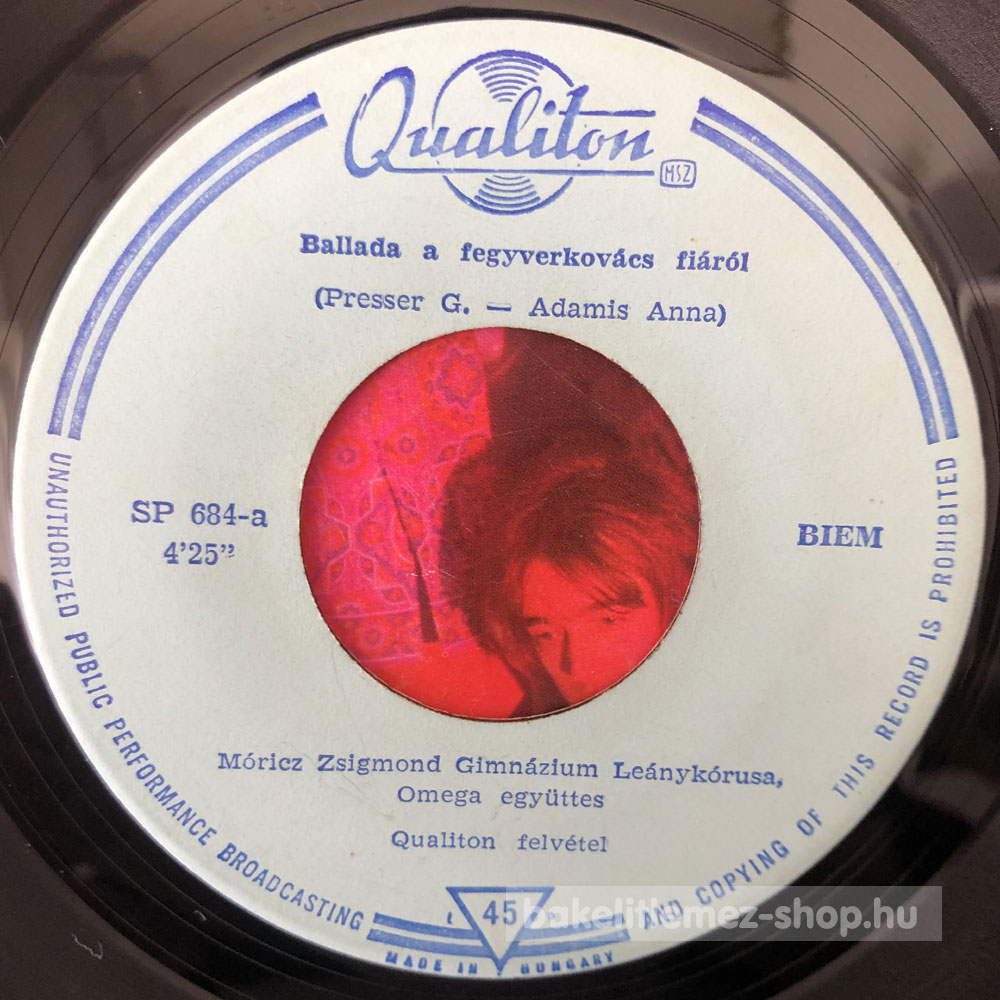 Qualiton
MSZ
Ballada a fegyverkovács fiáról
(Presser G. — Adamis Anna)
SP 684-a
4'25"
BIEM
Móricz Zsigmond Gimnázium Leánykórusa,
Omega együttes
Qualiton felvétel
UNAUTHORIZED PUBLIC PERFORMANCE BROADCASTING
AND COPYING OF THIS RECORD IS PROHIBITED
45
MADE IN HUNGARY
bakelitlemez-shop.hu